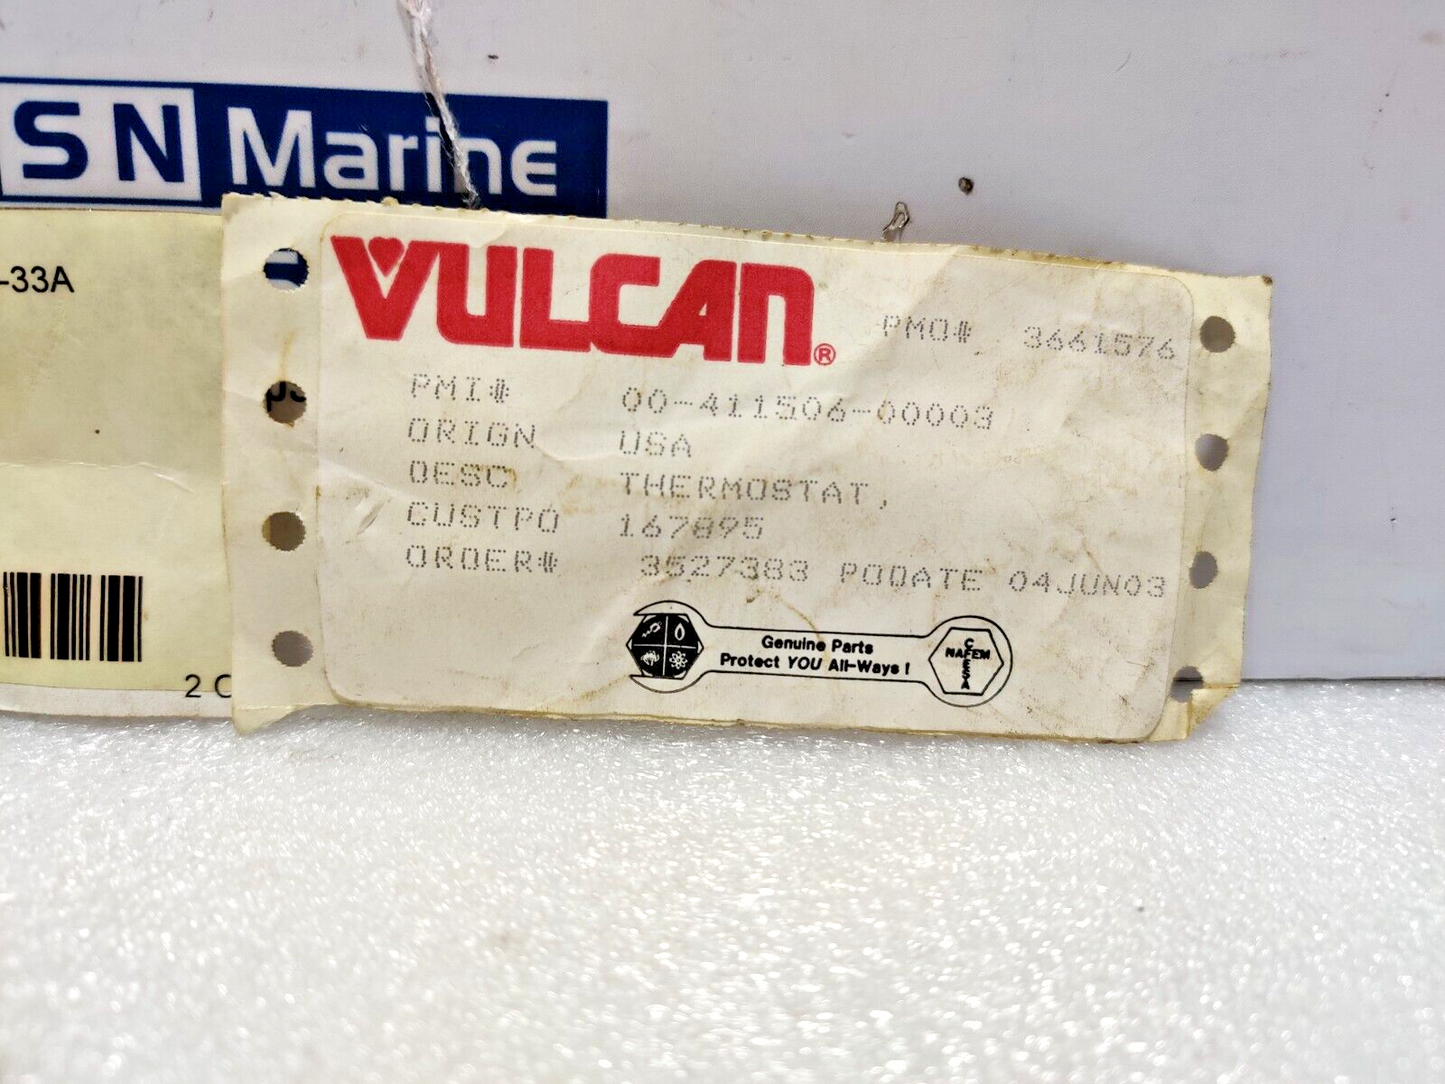 SN Marine
-33A
VULCAN®
PMO# 3661576
PMI# 00-411506-00003
ORIGN USA
DESC THERMOSTAT,
CUSTPO 167895
ORDER# 3527383 PODATE 04JUN03
Genuine Parts
Protect YOU All-Ways!
NAFEM
CFESA
2 C